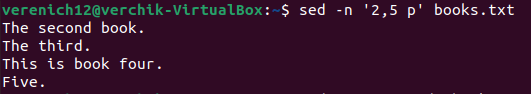 verenich12@verchik-VirtualBox:~$ sed -n '2,5 p' books.txt
The second book.
The third.
This is book four.
Five.